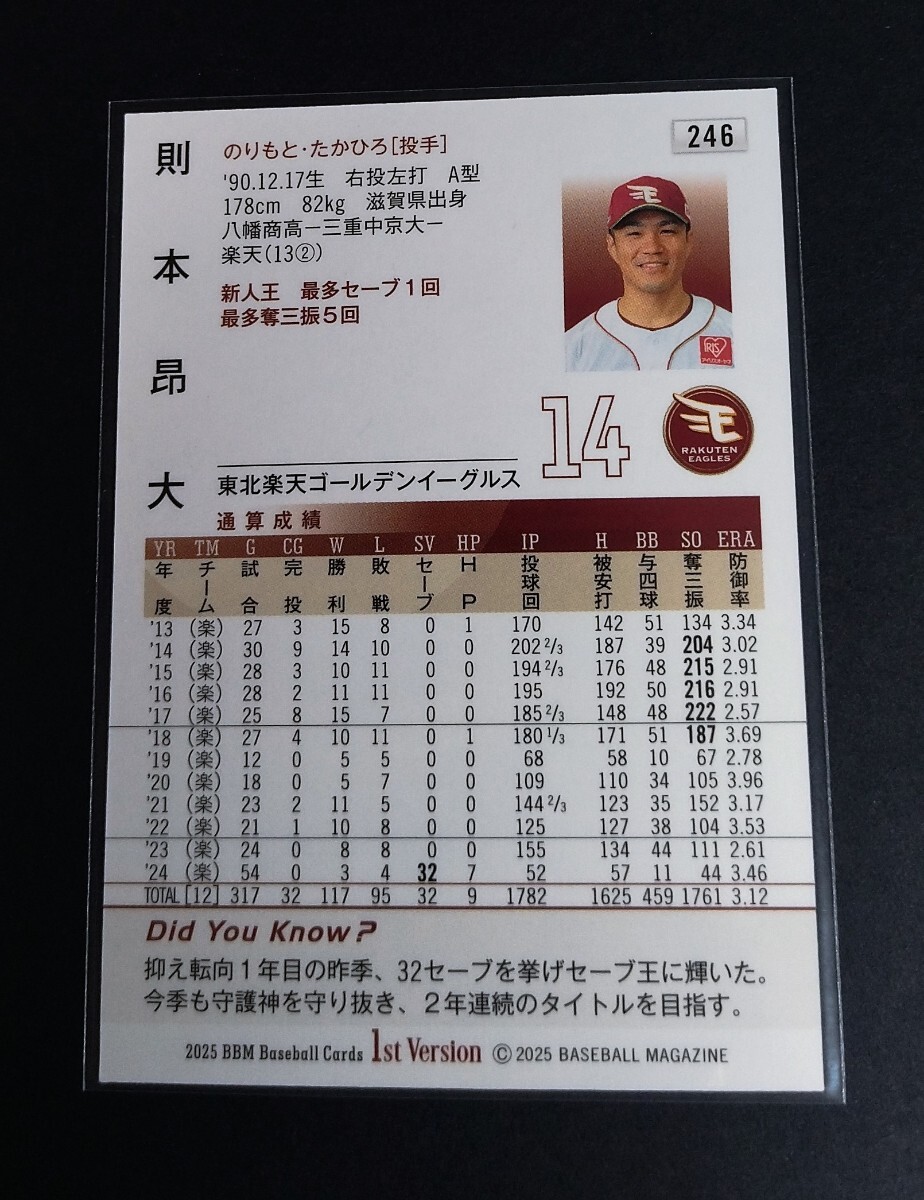 246
則本昂大
のりもと・たかひろ[投手]
'90.12.17生 右投左打 A型
178cm 82kg 滋賀県出身
八幡商高－三重中京大－
楽天(13②)
新人王 最多セーブ1回
最多奪三振5回
IRIS
アイリスオーヤマ
14
RAKUTEN
EAGLES
東北楽天ゴールデンイーグルス
通算成績
YR TM G CG W L SV HP IP H BB SO ERA
年度 チーム 試合 完投 勝利 敗戦 セーブ HP 投球回 被安打 与四球 奪三振 防御率
'13 (楽) 27 3 15 8 0 1 170 142 51 134 3.34
'14 (楽) 30 9 14 10 0 0 202 2/3 187 39 204 3.02
'15 (楽) 28 3 10 11 0 0 194 2/3 176 48 215 2.91
'16 (楽) 28 2 11 11 0 0 195 192 50 216 2.91
'17 (楽) 25 8 15 7 0 0 185 2/3 148 48 222 2.57
'18 (楽) 27 4 10 11 0 1 180 1/3 171 51 187 3.69
'19 (楽) 12 0 5 5 0 0 68 58 10 67 2.78
'20 (楽) 18 0 5 7 0 0 109 110 34 105 3.96
'21 (楽) 23 2 11 5 0 0 144 2/3 123 35 152 3.17
'22 (楽) 21 1 10 8 0 0 125 127 38 104 3.53
'23 (楽) 24 0 8 8 0 0 155 134 44 111 2.61
'24 (楽) 54 0 3 4 32 7 52 57 11 44 3.46
TOTAL [12] 317 32 117 95 32 9 1782 1625 459 1761 3.12
Did You Know?
抑え転向1年目の昨季、32セーブを挙げセーブ王に輝いた。
今季も守護神を守り抜き、2年連続のタイトルを目指す。
2025 BBM Baseball Cards 1st Version © 2025 BASEBALL MAGAZINE